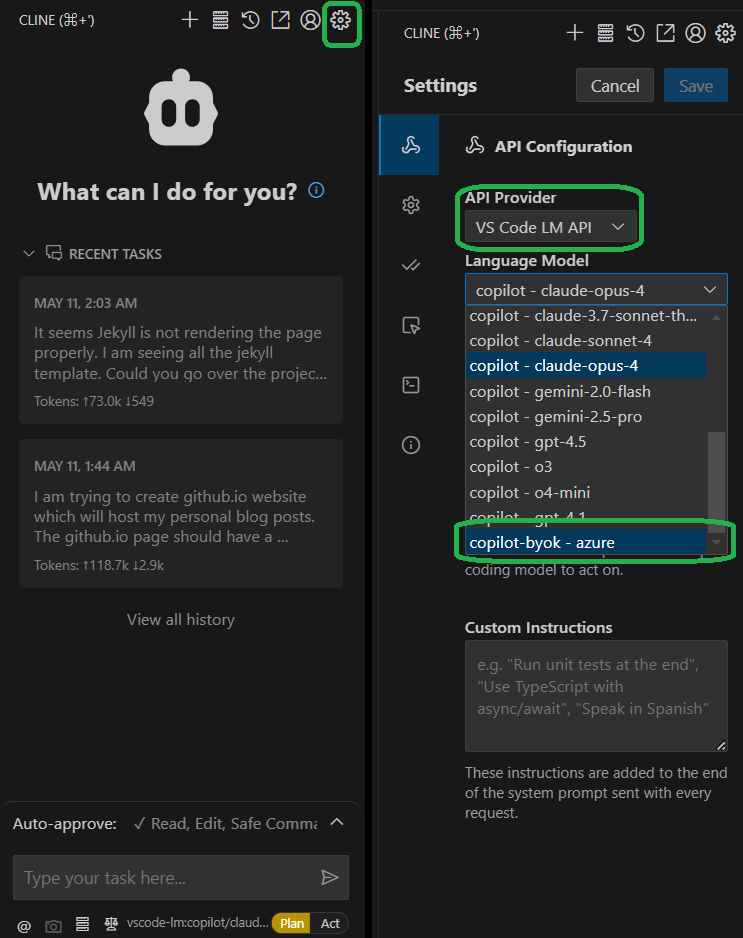 CLINE (⌘+')
What can I do for you?
RECENT TASKS
MAY 11, 2:03 AM
It seems Jekyll is not rendering the page
properly. I am seeing all the jekyll
template. Could you go over the projec...
Tokens: ↑73.0k ↓549
MAY 11, 1:44 AM
I am trying to create github.io website
which will host my personal blog posts.
The github.io page should have a ...
Tokens: ↑118.7k ↓2.9k
View all history
Auto-approve: ✓ Read, Edit, Safe Comma
Type your task here...
@ vscode-lm:copilot/claud... Plan Act
CLINE (⌘+')
Settings Cancel Save
API Configuration
API Provider
VS Code LM API
Language Model
copilot - claude-opus-4
copilot - claude-3.7-sonnet-th...
copilot - claude-sonnet-4
copilot - claude-opus-4
copilot - gemini-2.0-flash
copilot - gemini-2.5-pro
copilot - gpt-4.5
copilot - o3
copilot - o4-mini
copilot - gpt-4.1
copilot-byok - azure
coding model to act on.
Custom Instructions
e.g. "Run unit tests at the end",
"Use TypeScript with
async/await", "Speak in Spanish"
These instructions are added to the end
of the system prompt sent with every
request.